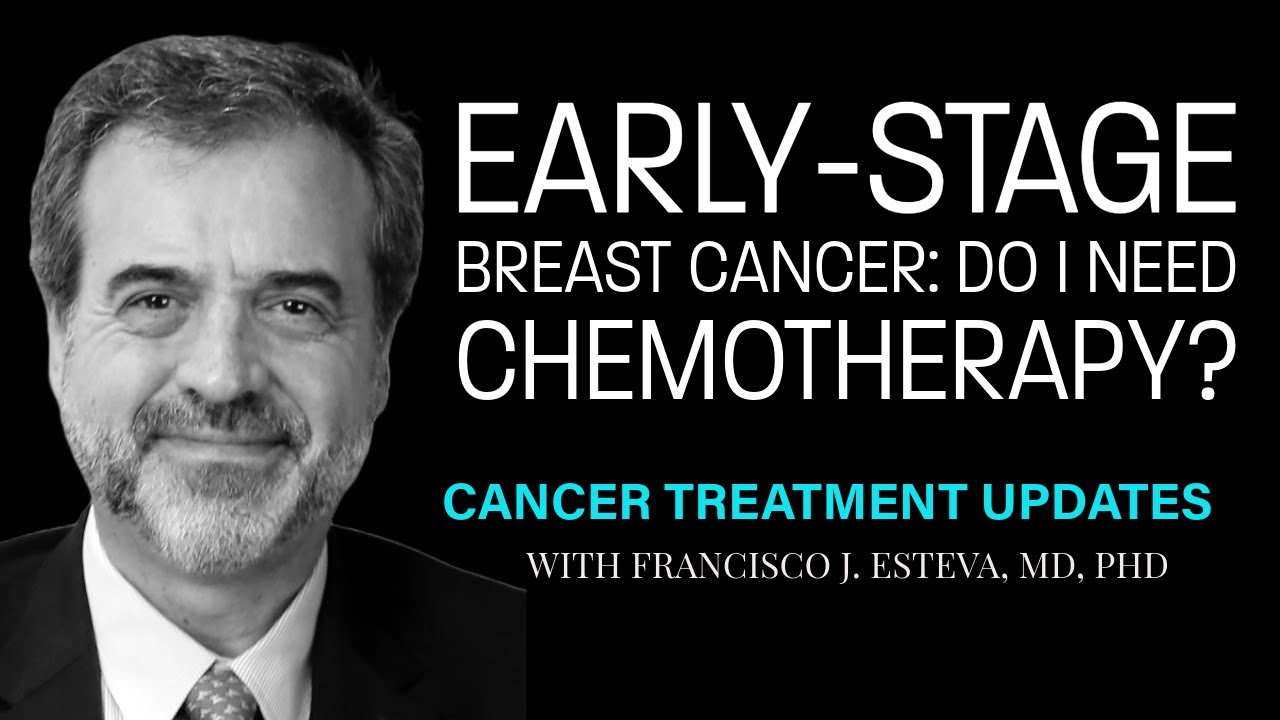 EARLY-STAGE
BREAST CANCER: DO I NEED
CHEMOTHERAPY?
CANCER TREATMENT UPDATES
WITH FRANCISCO J. ESTEVA, MD, PHD